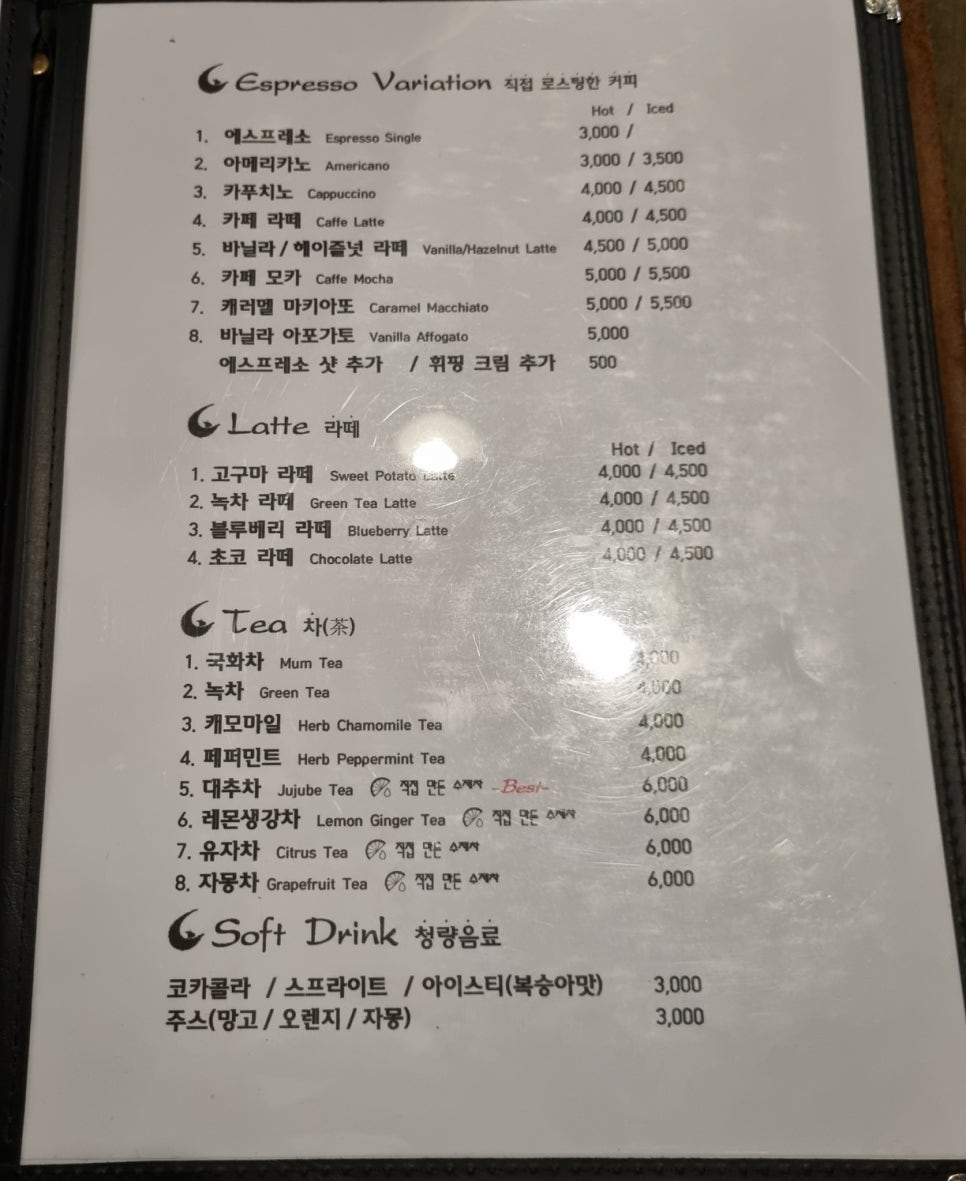 Espresso Variation 직접 로스팅한 커피
Hot / Iced
1. 에스프레소 Espresso Single 3,000 /
2. 아메리카노 Americano 3,000 / 3,500
3. 카푸치노 Cappuccino 4,000 / 4,500
4. 카페 라떼 Caffe Latte 4,000 / 4,500
5. 바닐라 / 헤이즐넛 라떼 Vanilla/Hazelnut Latte 4,500 / 5,000
6. 카페 모카 Caffe Mocha 5,000 / 5,500
7. 캐러멜 마키아또 Caramel Macchiato 5,000 / 5,500
8. 바닐라 아포가토 Vanilla Affogato 5,000
에스프레소 샷 추가 / 휘핑 크림 추가 500
Latte 라떼
Hot / Iced
1. 고구마 라떼 Sweet Potato Latte 4,000 / 4,500
2. 녹차 라떼 Green Tea Latte 4,000 / 4,500
3. 블루베리 라떼 Blueberry Latte 4,000 / 4,500
4. 초코 라떼 Chocolate Latte 4,000 / 4,500
Tea 차(茶)
1. 국화차 Mum Tea 4,000
2. 녹차 Green Tea 4,000
3. 캐모마일 Herb Chamomile Tea 4,000
4. 페퍼민트 Herb Peppermint Tea 4,000
5. 대추차 Jujube Tea 직접 만든 수제차 -Best- 6,000
6. 레몬생강차 Lemon Ginger Tea 직접 만든 수제차 6,000
7. 유자차 Citrus Tea 직접 만든 수제차 6,000
8. 자몽차 Grapefruit Tea 직접 만든 수제차 6,000
Soft Drink 청량음료
코카콜라 / 스프라이트 / 아이스티(복숭아맛) 3,000
주스(망고 / 오렌지 / 자몽) 3,000